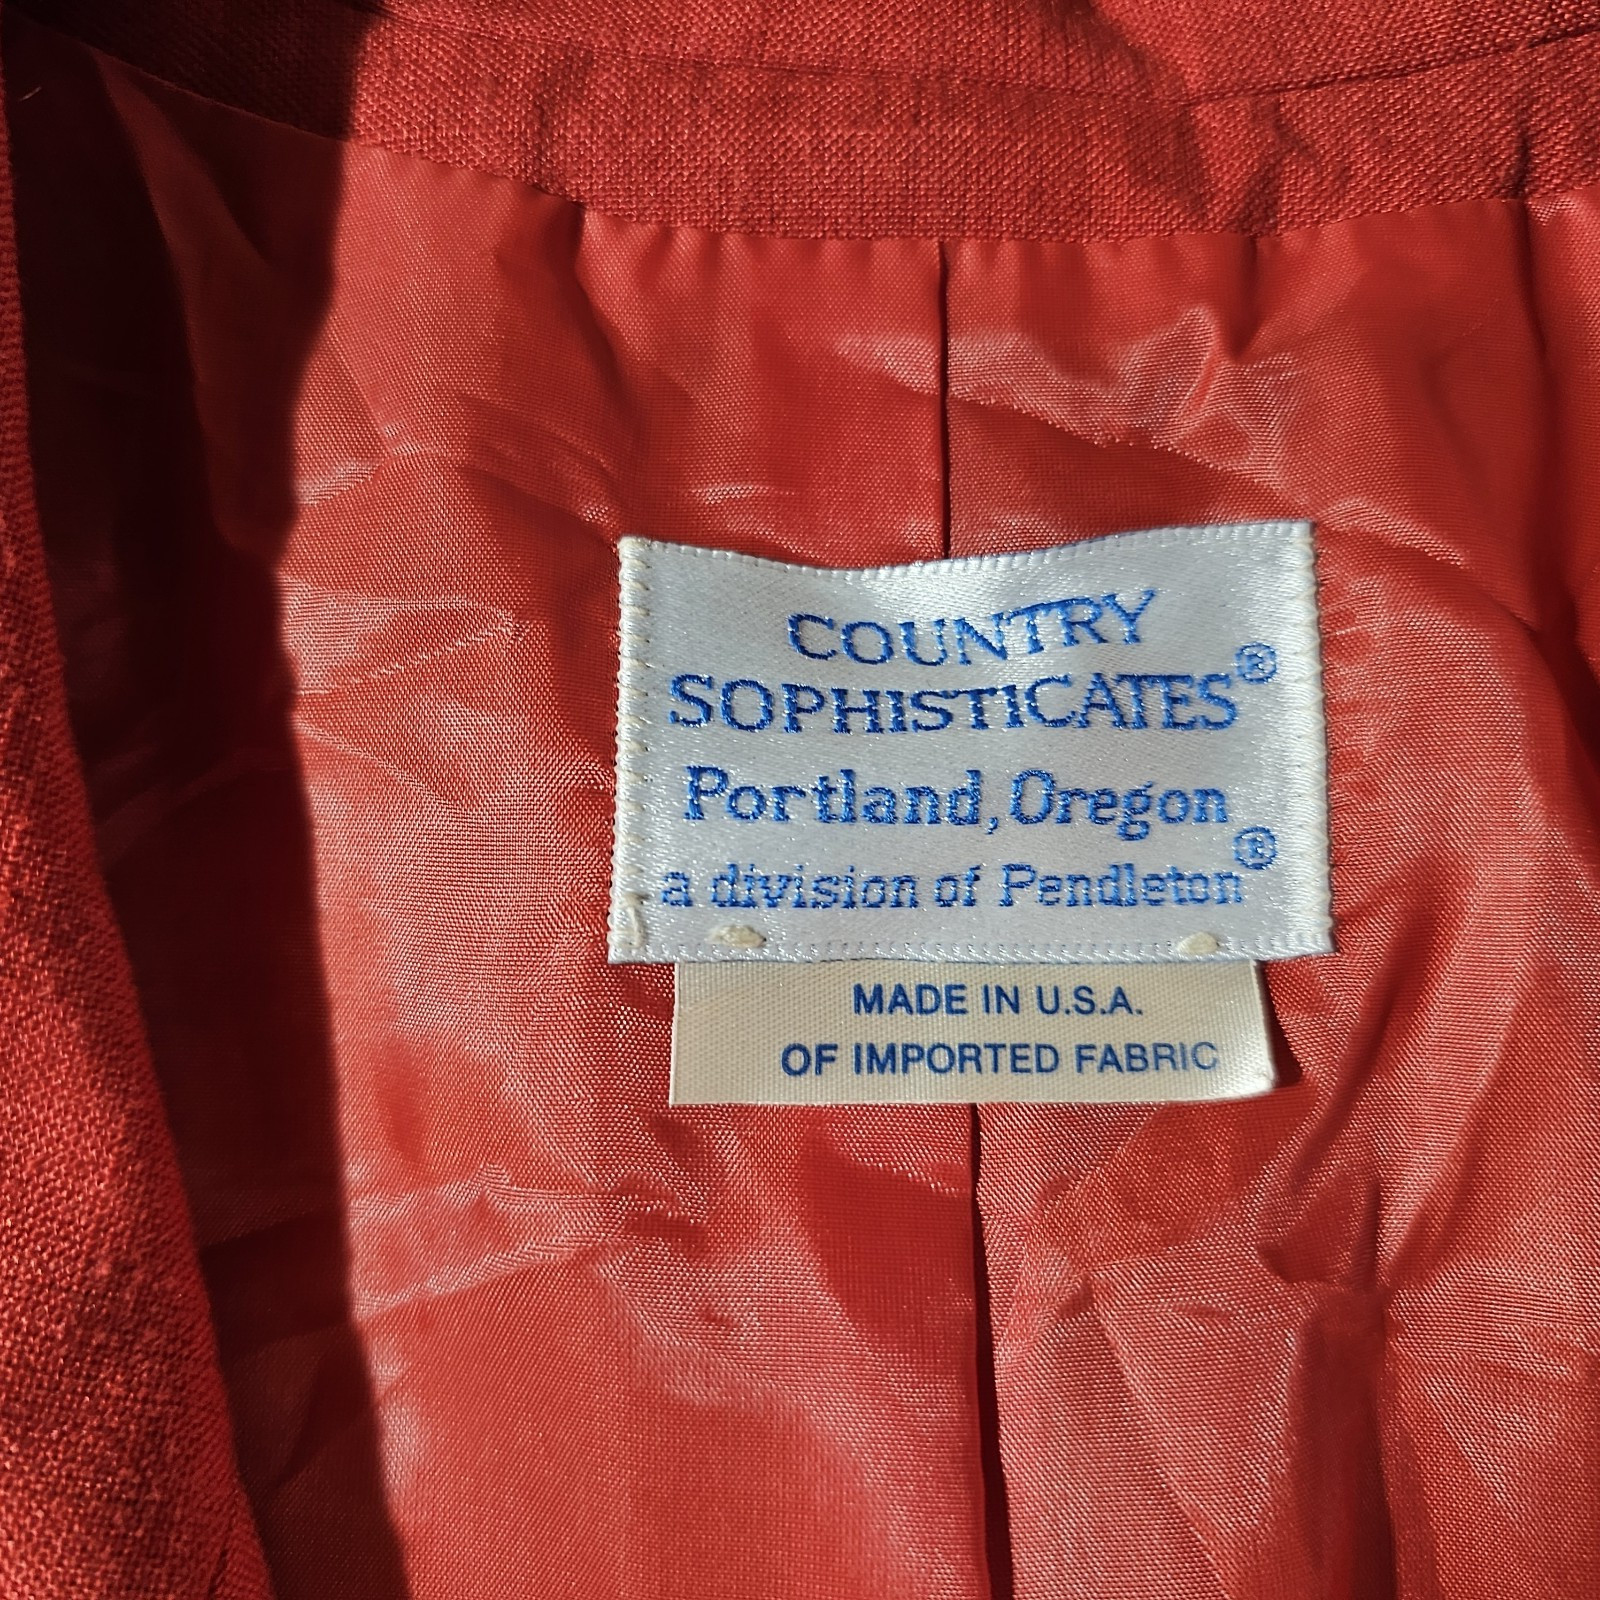 COUNTRY
SOPHISTICATES®
Portland, Oregon
a division of Pendleton®
MADE IN U.S.A.
OF IMPORTED FABRIC